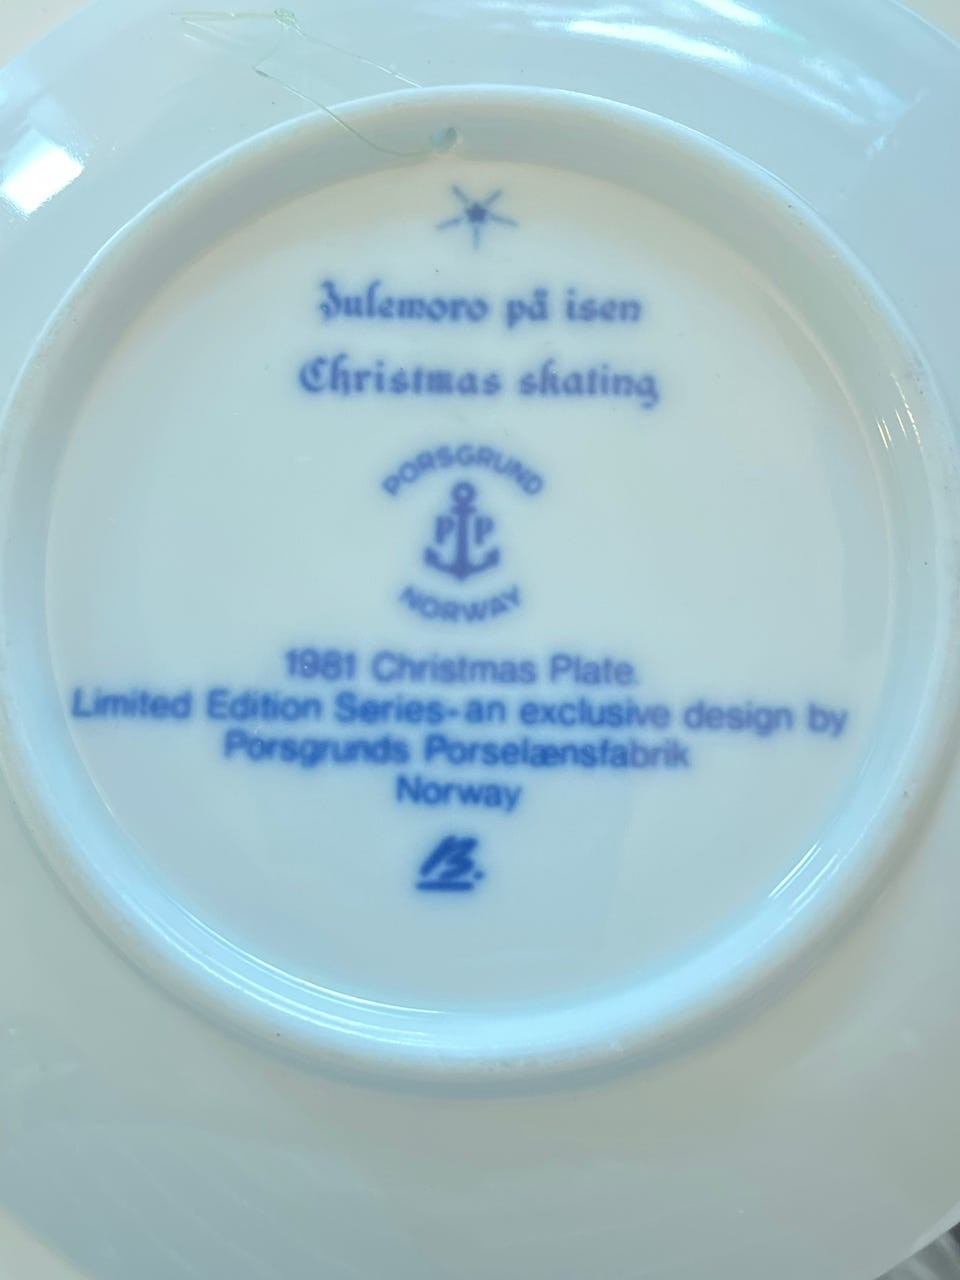 Julemoro på isen
Christmas skating
PORSGRUND
P P
NORWAY
1981 Christmas Plate.
Limited Edition Series-an exclusive design by
Porsgrunds Porselænsfabrik
Norway